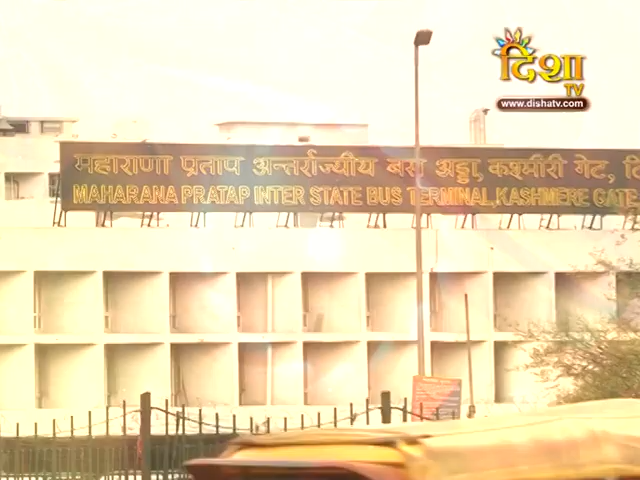 दिशा
TV
www.dishatv.com
महाराणा प्रताप अन्तर्राज्यीय बस अड्डा, कश्मीरी गेट,
MAHARANA PRATAP INTER STATE BUS TERMINAL, KASHMERE GATE